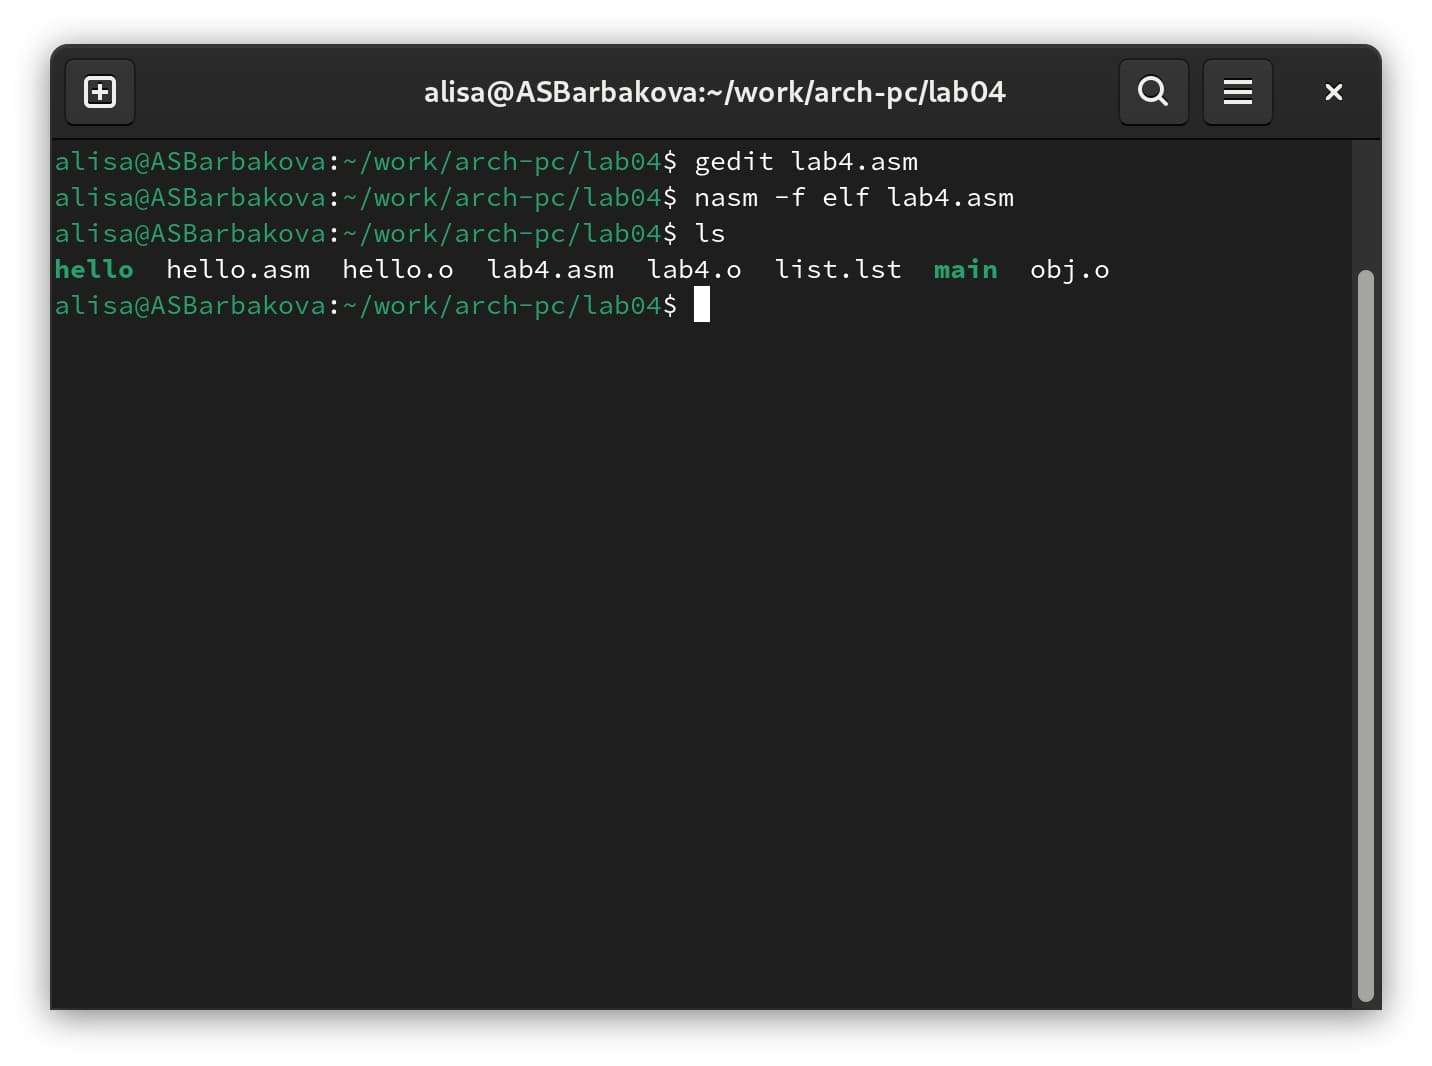 alisa@ASBarbakova:~/work/arch-pc/lab04
alisa@ASBarbakova:~/work/arch-pc/lab04$ gedit lab4.asm
alisa@ASBarbakova:~/work/arch-pc/lab04$ nasm -f elf lab4.asm
alisa@ASBarbakova:~/work/arch-pc/lab04$ ls
hello  hello.asm  hello.o  lab4.asm  lab4.o  list.lst  main  obj.o
alisa@ASBarbakova:~/work/arch-pc/lab04$